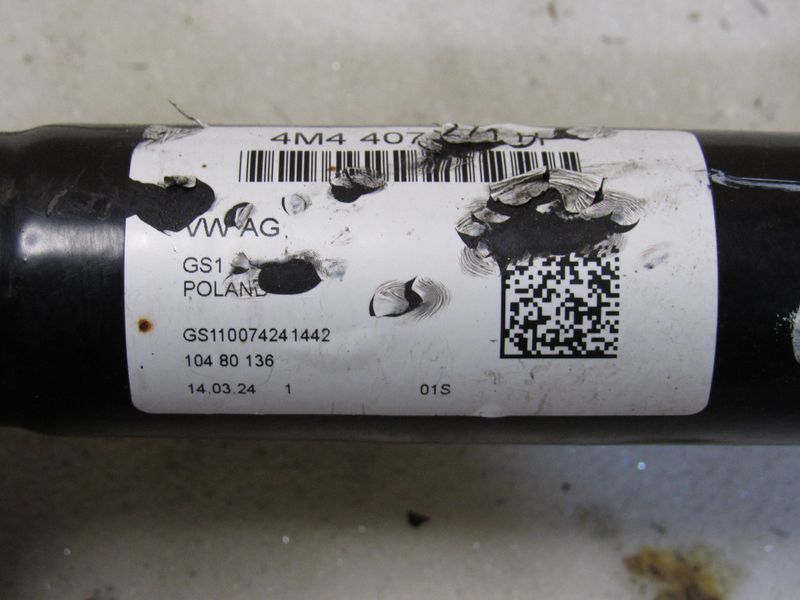 4M4 407
VW AG
GS1
POLAND
GS110074241442
104 80 136
14.03.24 1 01S